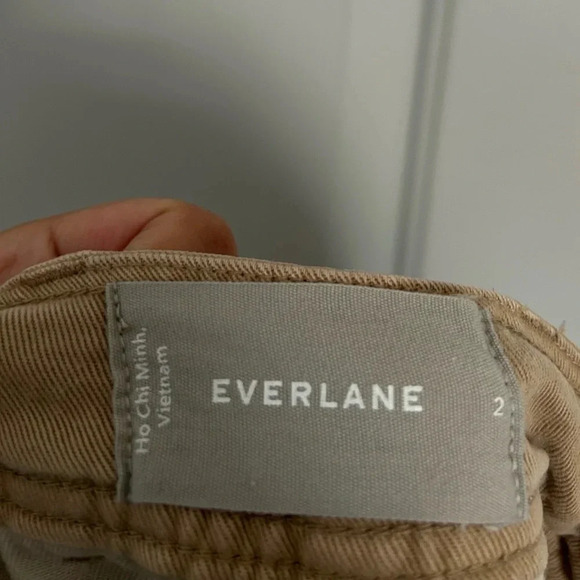 Ho Chi Minh,
Vietnam
EVERLANE
2